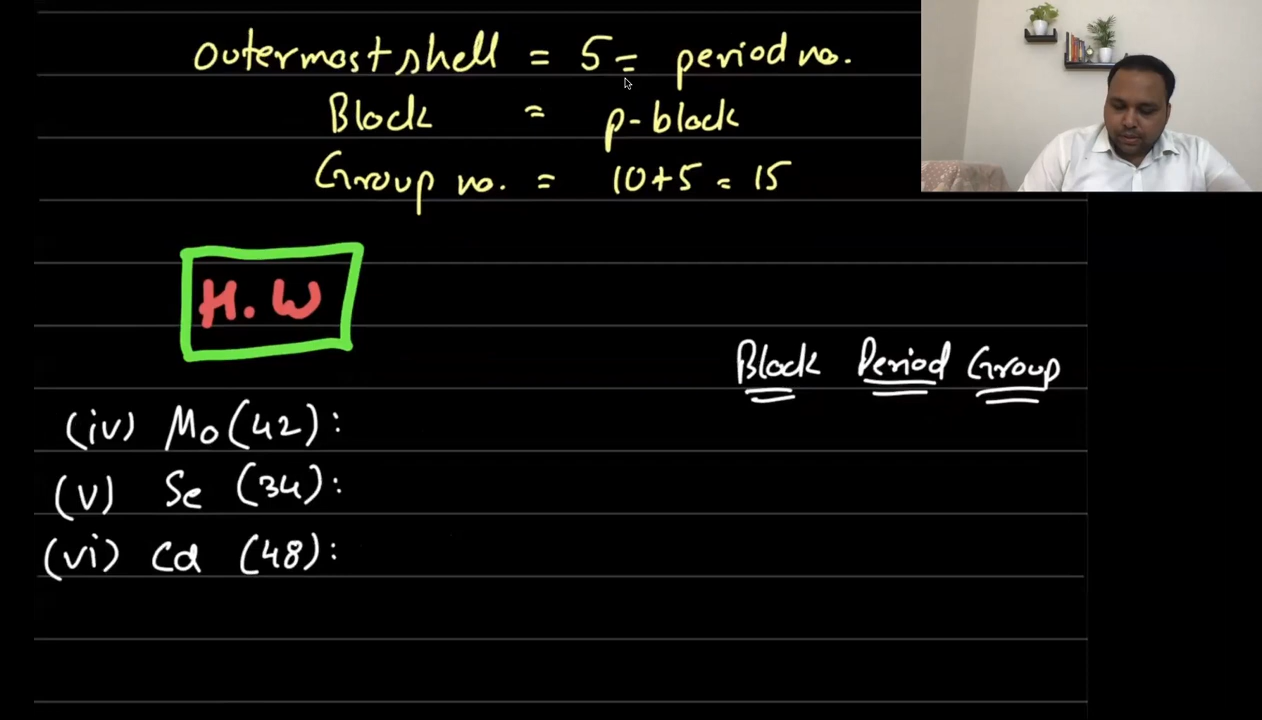 Outermost shell = 5 = period no.
Block = p-block
Group no. = 10+5 = 15
H.W
Block Period Group
(iv) Mo (42):
(v) Se (34):
(vi) Cd (48):